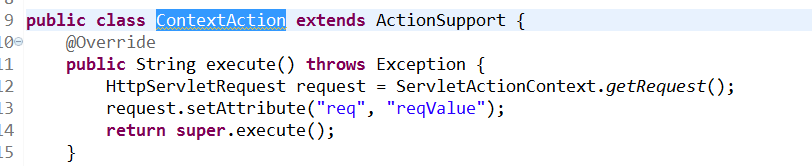 9 public class ContextAction extends ActionSupport {
10 @Override
11 public String execute() throws Exception {
12 HttpServletRequest request = ServletActionContext.getRequest();
13 request.setAttribute("req", "reqValue");
14 return super.execute();
15 }